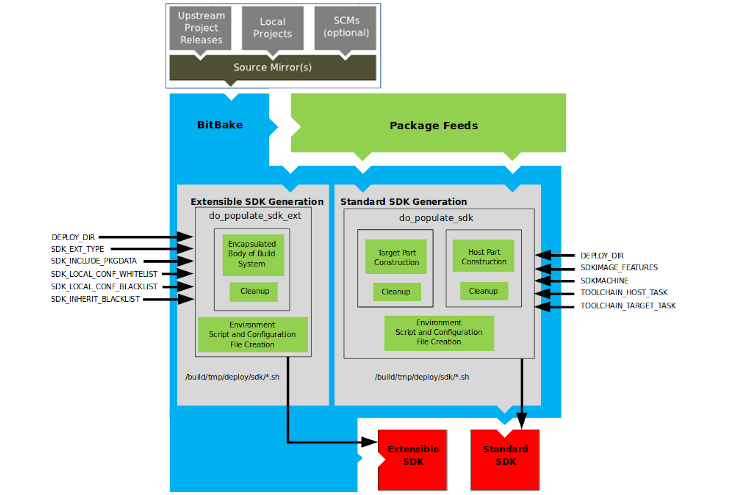 Upstream
Project
Releases
Local
Projects
SCMs
(optional)
Source Mirror(s)
BitBake
Package Feeds
Extensible SDK Generation
do_populate_sdk_ext
Encapsulated
Body of Build
System
Cleanup
Environment
Script and Configuration
File Creation
/build/tmp/deploy/sdk/*.sh
Standard SDK Generation
do_populate_sdk
Target Part
Construction
Cleanup
Host Part
Construction
Cleanup
Environment
Script and Configuration
File Creation
/build/tmp/deploy/sdk/*.sh
DEPLOY_DIR
SDK_EXT_TYPE
SDK_INCLUDE_PKGDATA
SDK_LOCAL_CONF_WHITELIST
SDK_LOCAL_CONF_BLACKLIST
SDK_INHERIT_BLACKLIST
DEPLOY_DIR
SDKIMAGE_FEATURES
SDKMACHINE
TOOLCHAIN_HOST_TASK
TOOLCHAIN_TARGET_TASK
Extensible
SDK
Standard
SDK